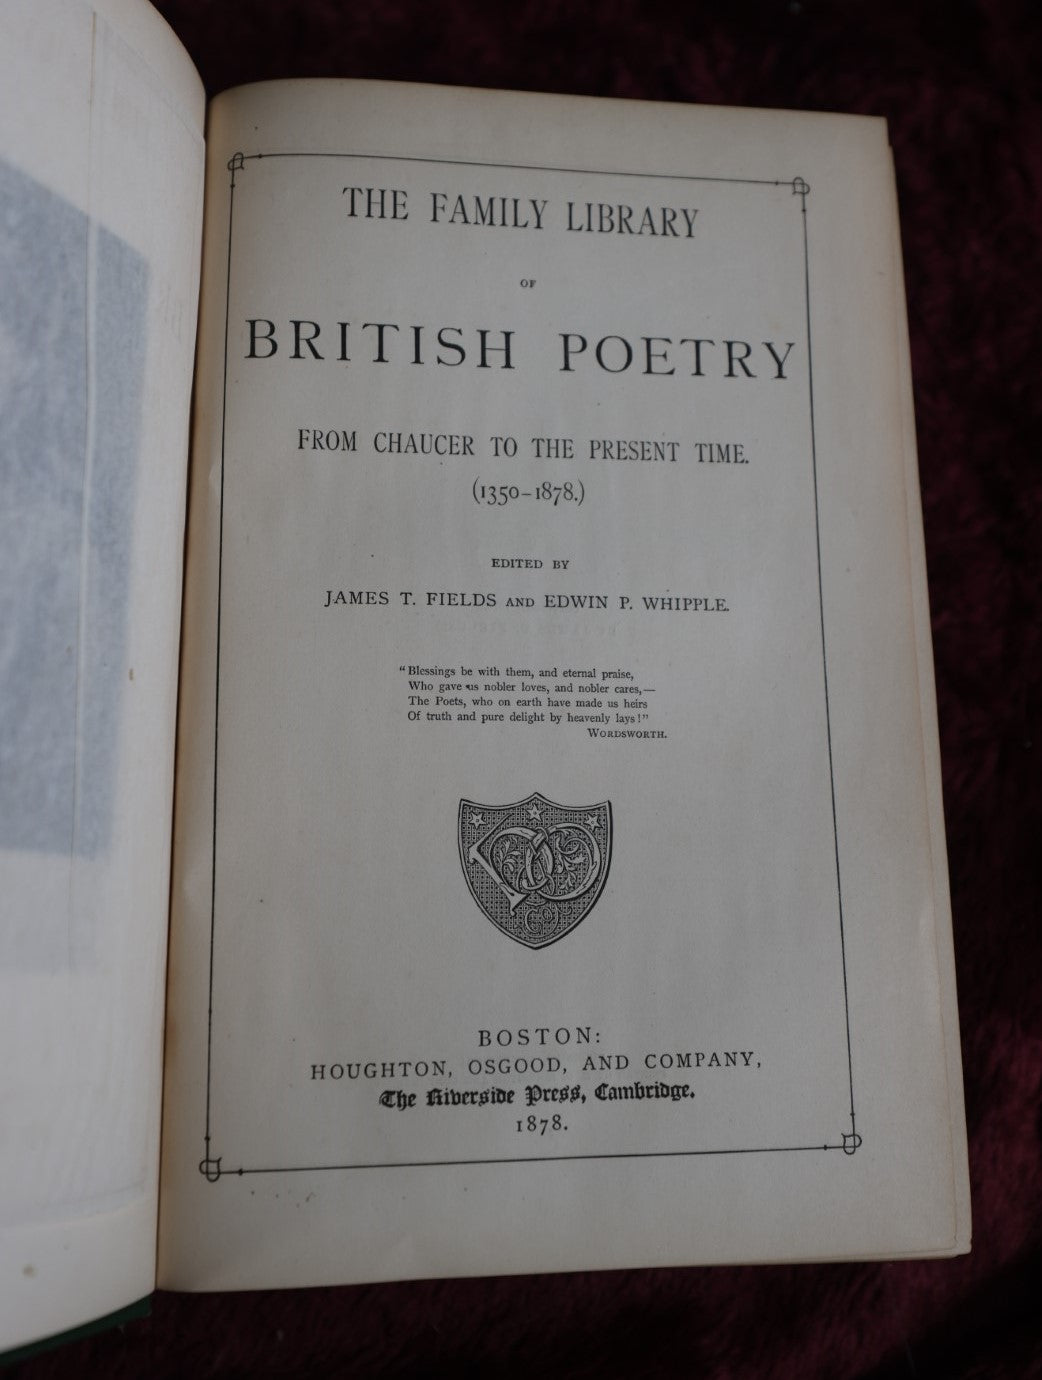 THE FAMILY LIBRARY
OF
BRITISH POETRY
FROM CHAUCER TO THE PRESENT TIME.
(1350–1878.)
EDITED BY
JAMES T. FIELDS AND EDWIN P. WHIPPLE.
"Blessings be with them, and eternal praise,
Who gave us nobler loves, and nobler cares,—
The Poets, who on earth have made us heirs
Of truth and pure delight by heavenly lays!"
WORDSWORTH.
BOSTON:
HOUGHTON, OSGOOD, AND COMPANY,
The Riverside Press, Cambridge.
1878.